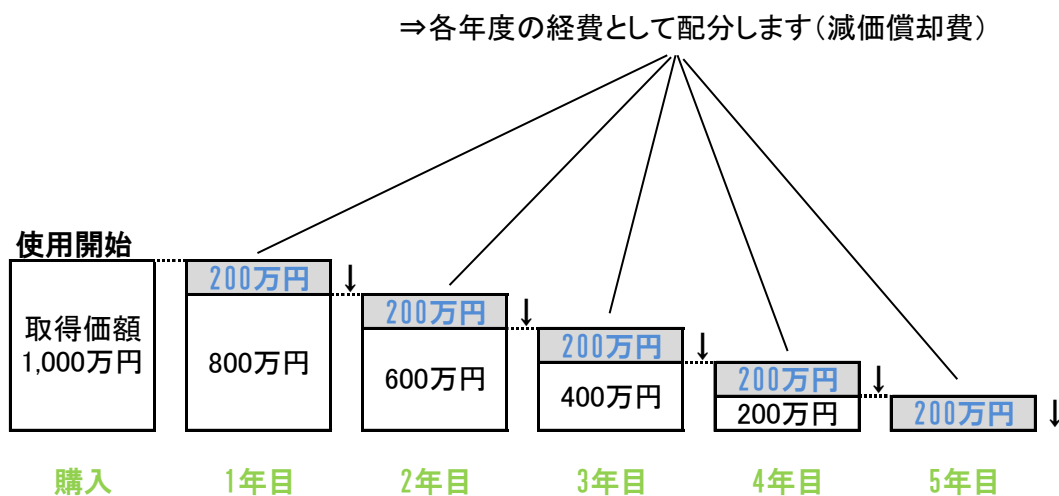 ⇒各年度の経費として配分します(減価償却費)
使用開始
取得価額
1,000万円
200万円
↓
800万円
200万円
↓
600万円
200万円
↓
400万円
200万円
↓
200万円
200万円
↓
購入
1年目
2年目
3年目
4年目
5年目